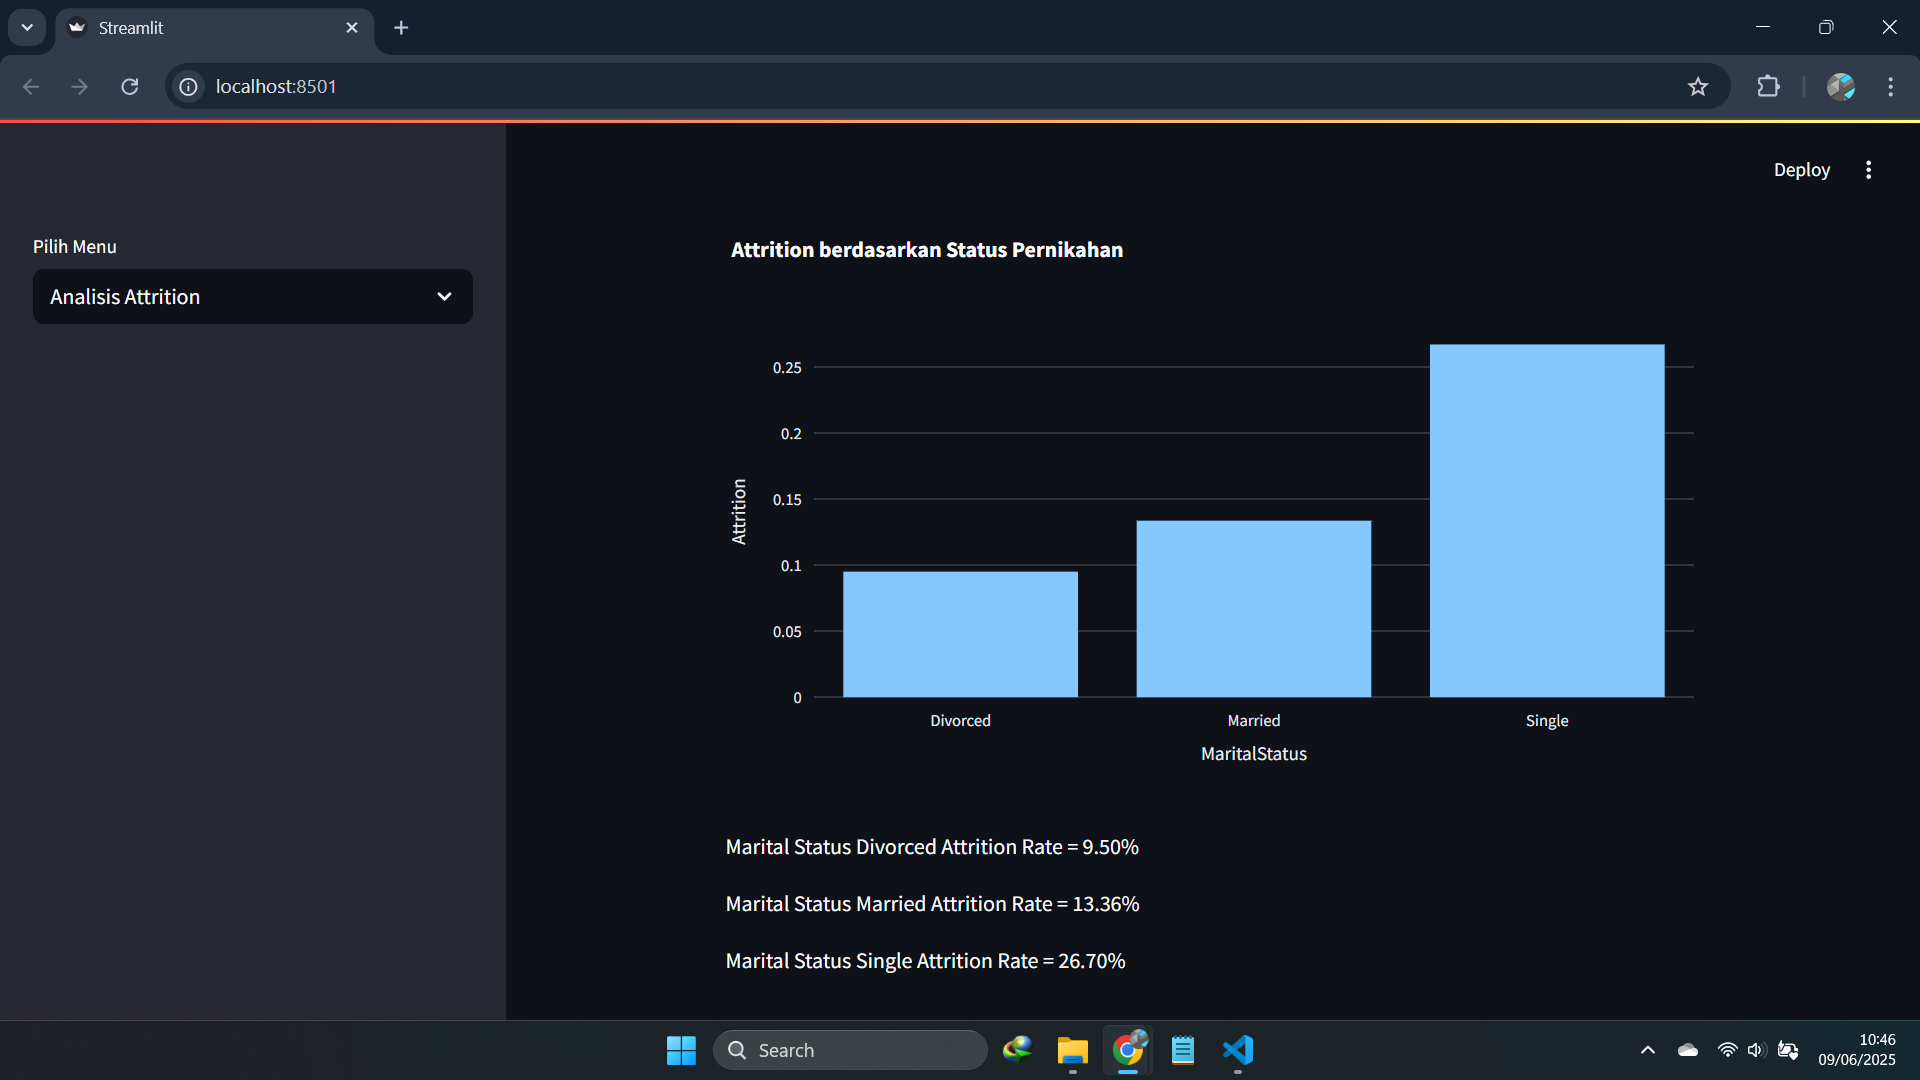 Streamlit
localhost:8501
Deploy
Pilih Menu
Analisis Attrition
Attrition berdasarkan Status Pernikahan
0.25
0.2
0.15
0.1
0.05
0
Attrition
Divorced Married Single
MaritalStatus
Marital Status Divorced Attrition Rate = 9.50%
Marital Status Married Attrition Rate = 13.36%
Marital Status Single Attrition Rate = 26.70%
Search
10:46
09/06/2025